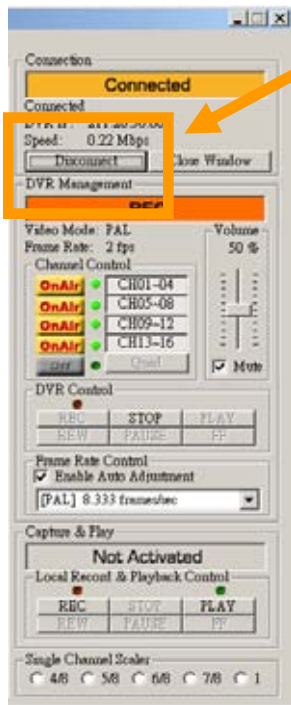 Connection
Connected
Connected
Speed: 0.22 Mbps
Disconnect Close Window
DVR Management
REC
Video Mode: PAL
Frame Rate: 2 fps
Volume
50 %
Channel Control
OnAir CH01-04
OnAir CH05-08
OnAir CH09-12
OnAir CH13-16
Off Quad
Mute
DVR Control
REC STOP PLAY
REW PAUSE FF
Frame Rate Control
Enable Auto Adjustment
[PAL] 8.333 frames/sec
Capture & Play
Not Activated
Local Record & Playback Control
REC STOP PLAY
REW PAUSE FF
Single Channel Scaler
4/8 5/8 6/8 7/8 1